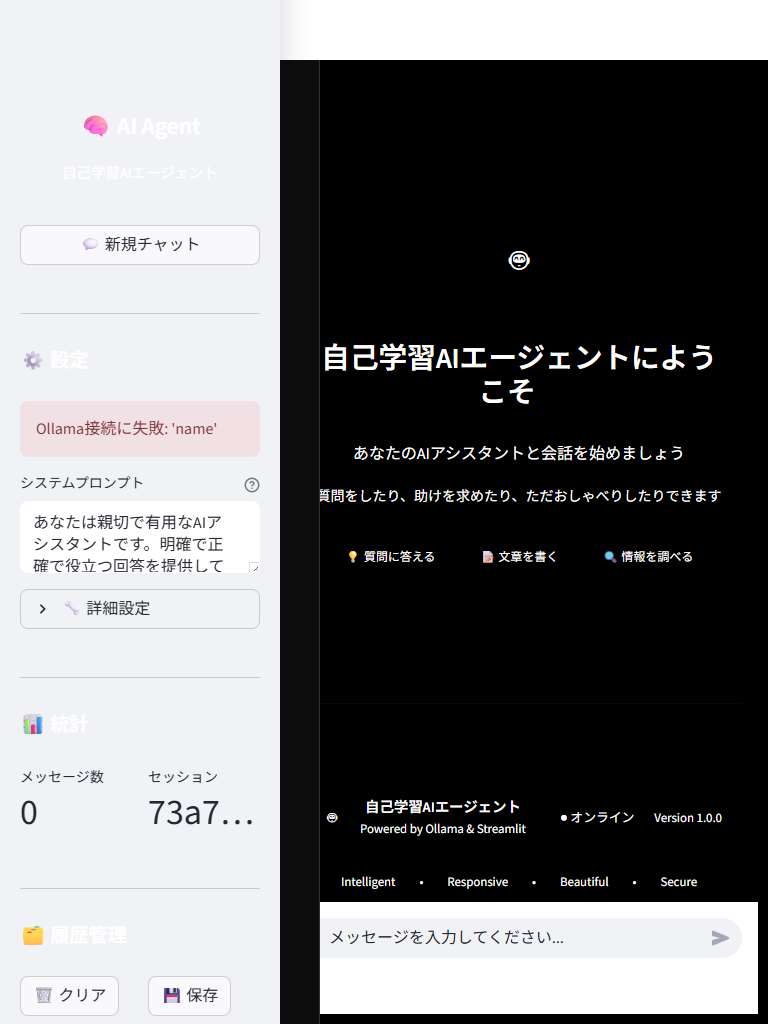 AI Agent
自己学習AIエージェント
新規チャット
設定
Ollama接続に失敗: 'name'
システムプロンプト
あなたは親切で有用なAIア
シスタントです。明確で正
確で役立つ回答を提供して
詳細設定
統計
メッセージ数
セッション
0
73a7…
履歴管理
クリア
保存
自己学習AIエージェントによう
こそ
あなたのAIアシスタントと会話を始めましょう
質問をしたり、助けを求めたり、ただおしゃべりしたりできます
質問に答える
文章を書く
情報を調べる
自己学習AIエージェント
Powered by Ollama & Streamlit
オンライン
Version 1.0.0
Intelligent • Responsive • Beautiful • Secure
メッセージを入力してください...